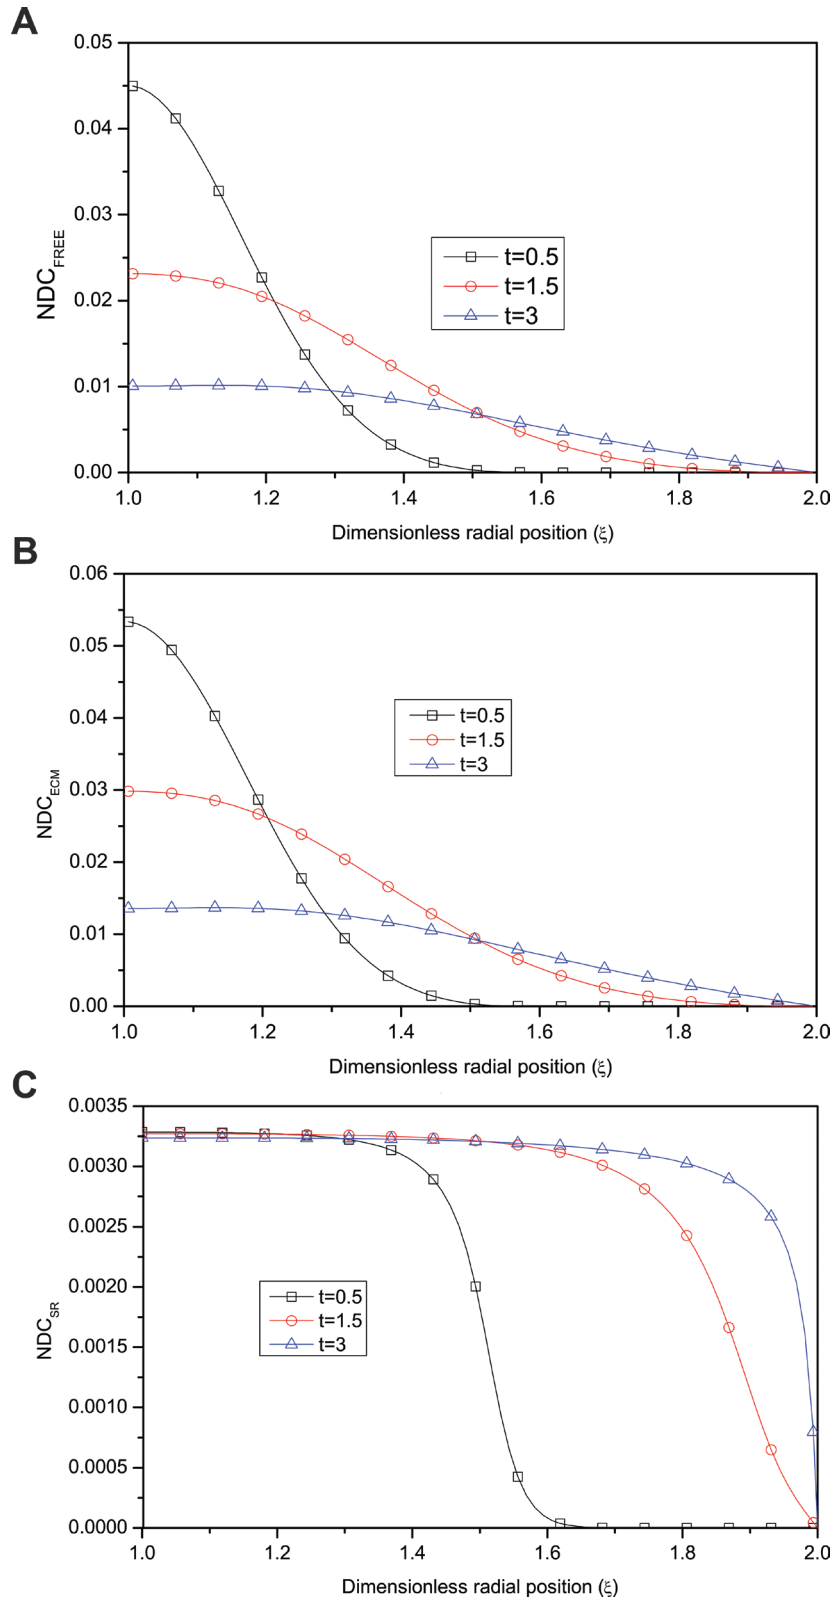 A
0.05
0.04
0.03
0.02
0.01
0.00
NDC_FREE
t=0.5
t=1.5
t=3
1.0 1.2 1.4 1.6 1.8 2.0
Dimensionless radial position (ξ)
B
0.06
0.05
0.04
0.03
0.02
0.01
0.00
NDC_ECM
t=0.5
t=1.5
t=3
1.0 1.2 1.4 1.6 1.8 2.0
Dimensionless radial position (ξ)
C
0.0035
0.0030
0.0025
0.0020
0.0015
0.0010
0.0005
0.0000
NDC_SR
t=0.5
t=1.5
t=3
1.0 1.2 1.4 1.6 1.8 2.0
Dimensionless radial position (ξ)